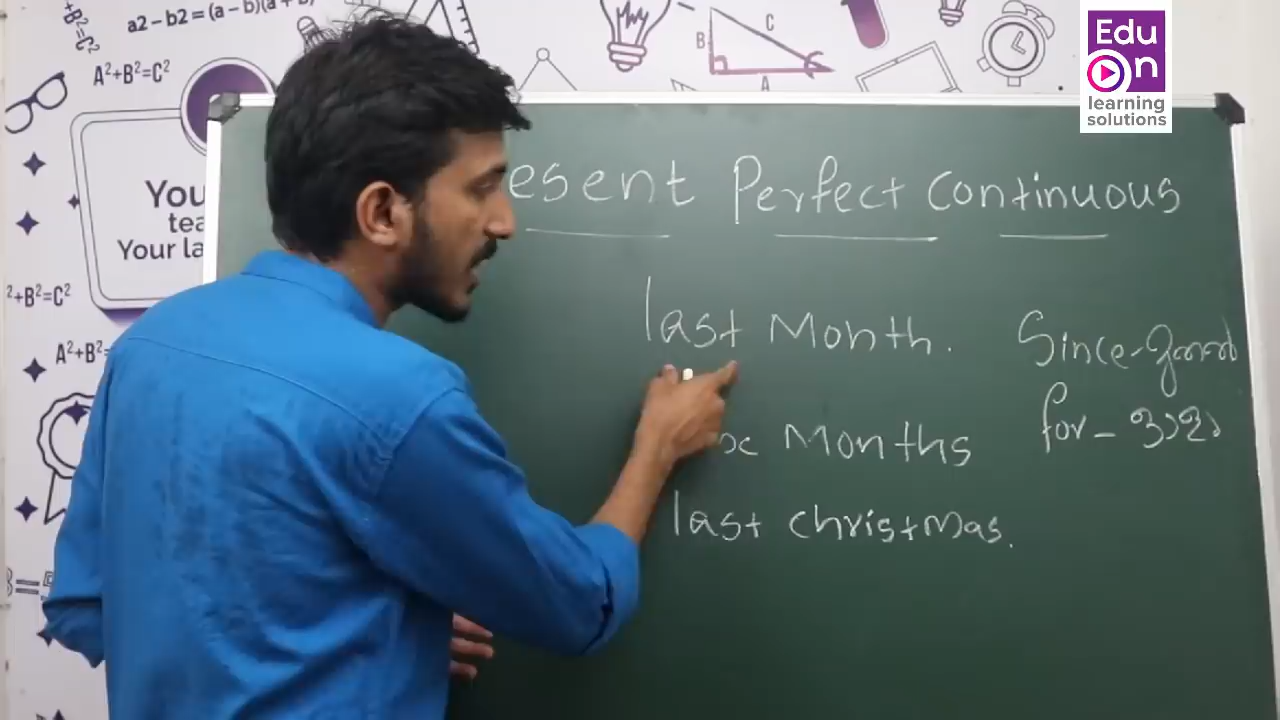 Edu
On
learning
solutions
a2 – b2 = (a – b)(a +
A²+B²=C²
B C
A
esent Perfect Continuous
You
tea
Your la
²+B²=C²
A²+B²=
last Month.
Since-
Months
for-
last christmas.